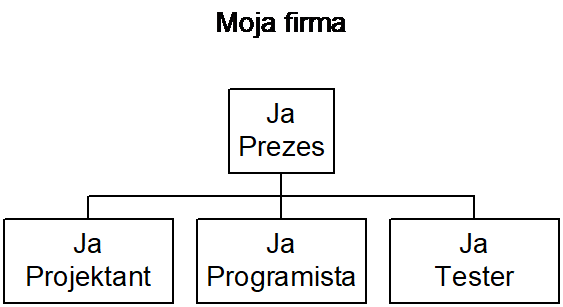 Moja firma
Ja
Prezes
Ja
Projektant
Ja
Programista
Ja
Tester